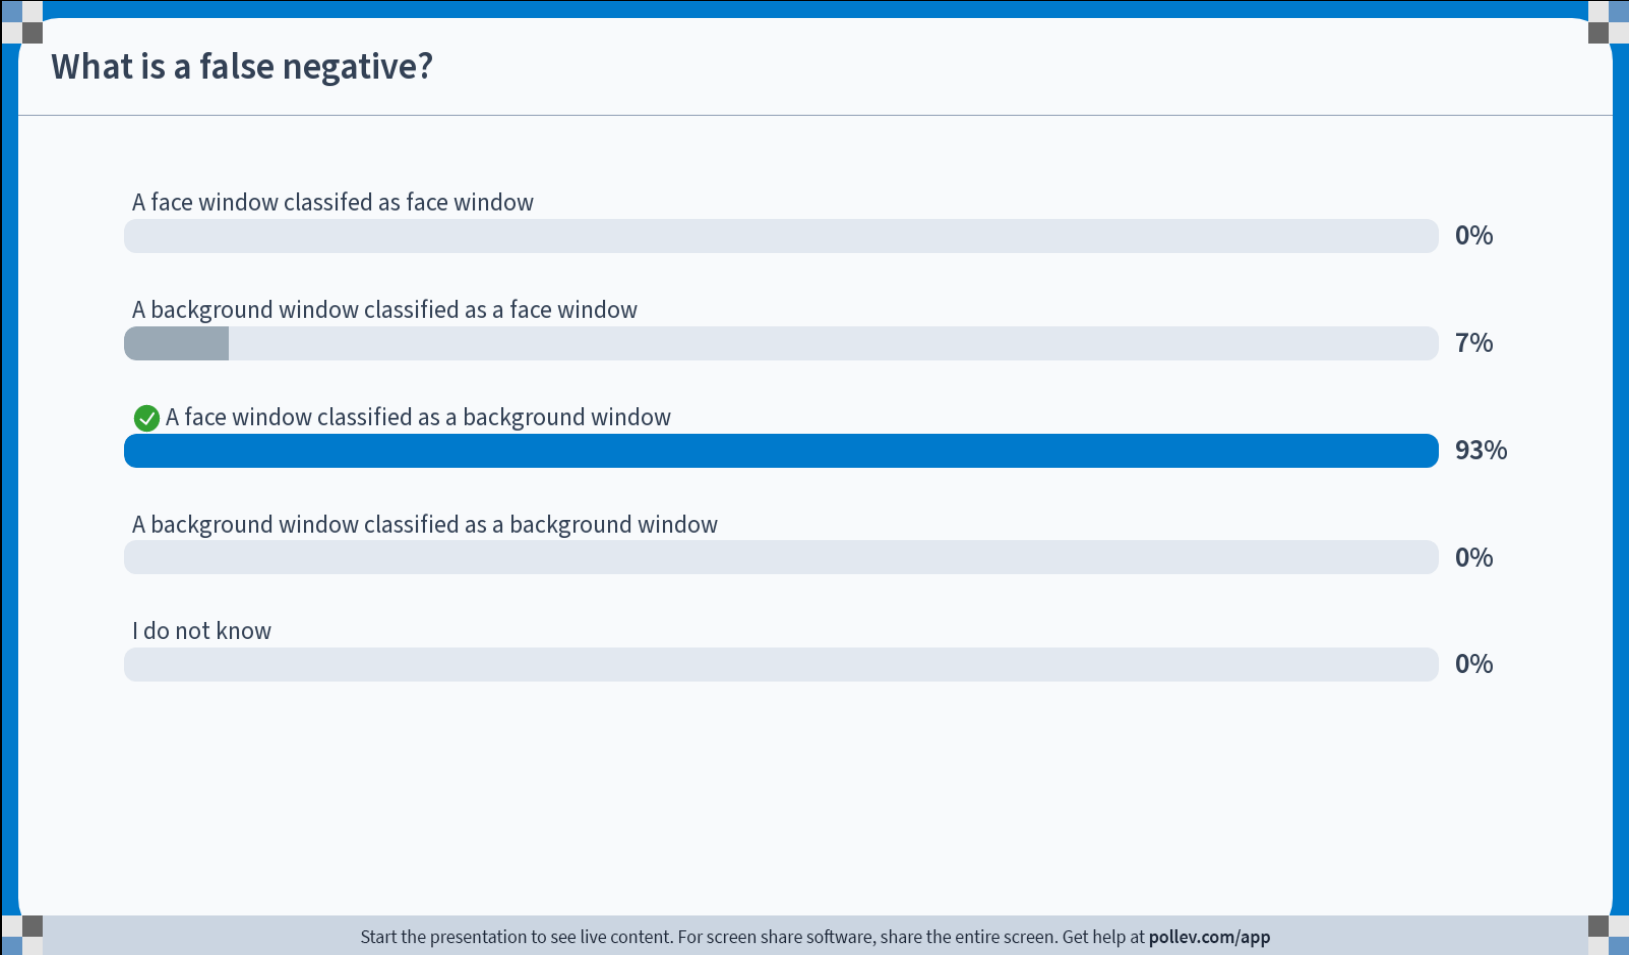 What is a false negative?
A face window classifed as face window
0%
A background window classified as a face window
7%
A face window classified as a background window
93%
A background window classified as a background window
0%
I do not know
0%
Start the presentation to see live content. For screen share software, share the entire screen. Get help at pollev.com/app